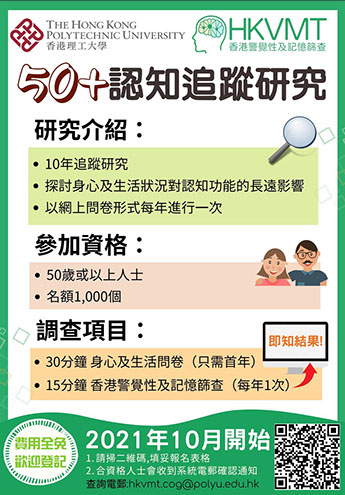 THE HONG KONG
POLYTECHNIC UNIVERSITY
香港理工大學
HKVMT
香港警覺性及記憶篩查
50+認知追蹤研究
研究介紹：
• 10年追蹤研究
• 探討身心及生活狀況對認知功能的長遠影響
• 以網上問卷形式每年進行一次
參加資格：
• 50歲或以上人士
• 名額1,000個
調查項目：
即知結果!
• 30分鐘 身心及生活問卷（只需首年）
• 15分鐘 香港警覺性及記憶篩查（每年1次）
費用全免
歡迎登記
2021年10月開始
1.請掃二維碼,填妥報名表格
2.合資格人士會收到系統電郵確認通知
查詢電郵:hkvmt.cog@polyu.edu.hk